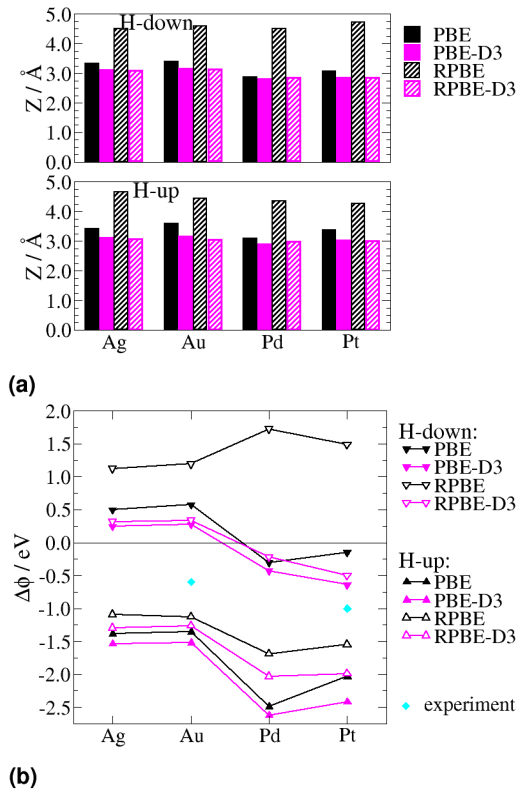 H-down
5.0
4.0
3.0
2.0
1.0
0.0
Z / Å
PBE
PBE-D3
RPBE
RPBE-D3
H-up
5.0
4.0
3.0
2.0
1.0
0.0
Z / Å
Ag Au Pd Pt
(a)
2.0
1.5
1.0
0.5
0.0
-0.5
-1.0
-1.5
-2.0
-2.5
Δϕ / eV
Ag Au Pd Pt
H-down:
PBE
PBE-D3
RPBE
RPBE-D3
H-up:
PBE
PBE-D3
RPBE
RPBE-D3
experiment
(b)